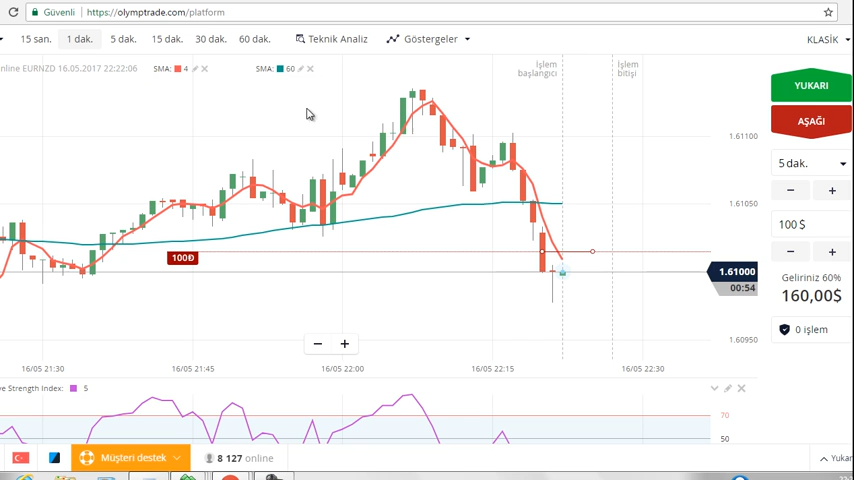 Güvenli https://olymptrade.com/platform
15 san. 1 dak. 5 dak. 15 dak. 30 dak. 60 dak. Teknik Analiz Göstergeler KLASİK
nline EURNZD 16.05.2017 22:22:06 SMA: 4 SMA: 60
İşlem başlangıcı
İşlem bitişi
YUKARI
AŞAĞI
1.61100
5 dak.
1.61050
100 $
100Đ
1.61000
00:54
Geliriniz 60%
160,00$
0 işlem
1.60950
16/05 21:30 16/05 21:45 16/05 22:00 16/05 22:15 16/05 22:30
ve Strength Index: 5
70
50
Müşteri destek 8 127 online Yukar